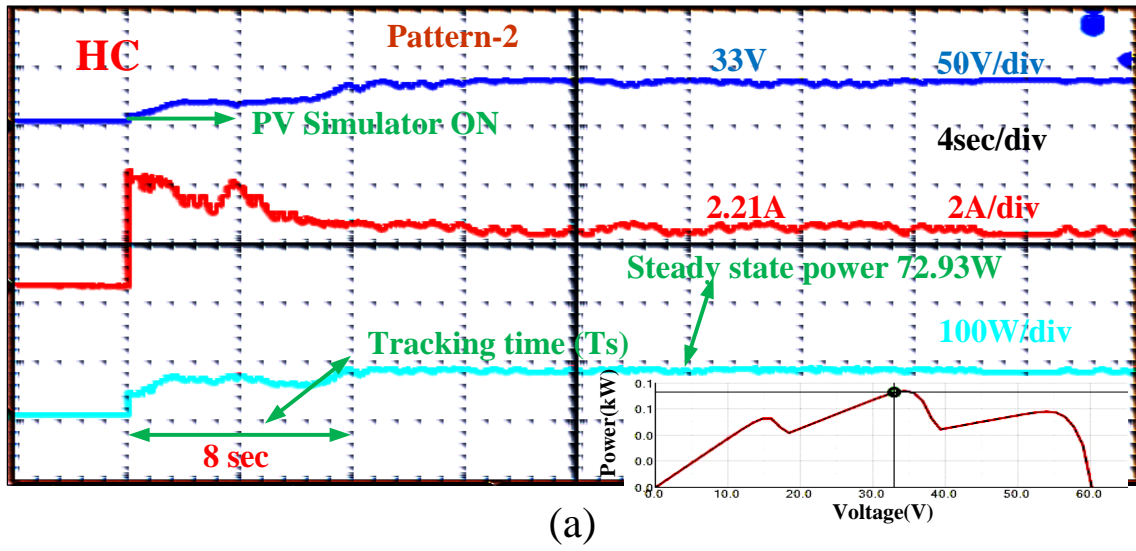 HC
Pattern-2
33V
50V/div
PV Simulator ON
4sec/div
2.21A
2A/div
Steady state power 72.93W
Tracking time (Ts)
100W/div
8 sec
Power(kW)
0.1
0.1
0.0
0.0
0.0
0.0 10.0 20.0 30.0 40.0 50.0 60.0
Voltage(V)
(a)